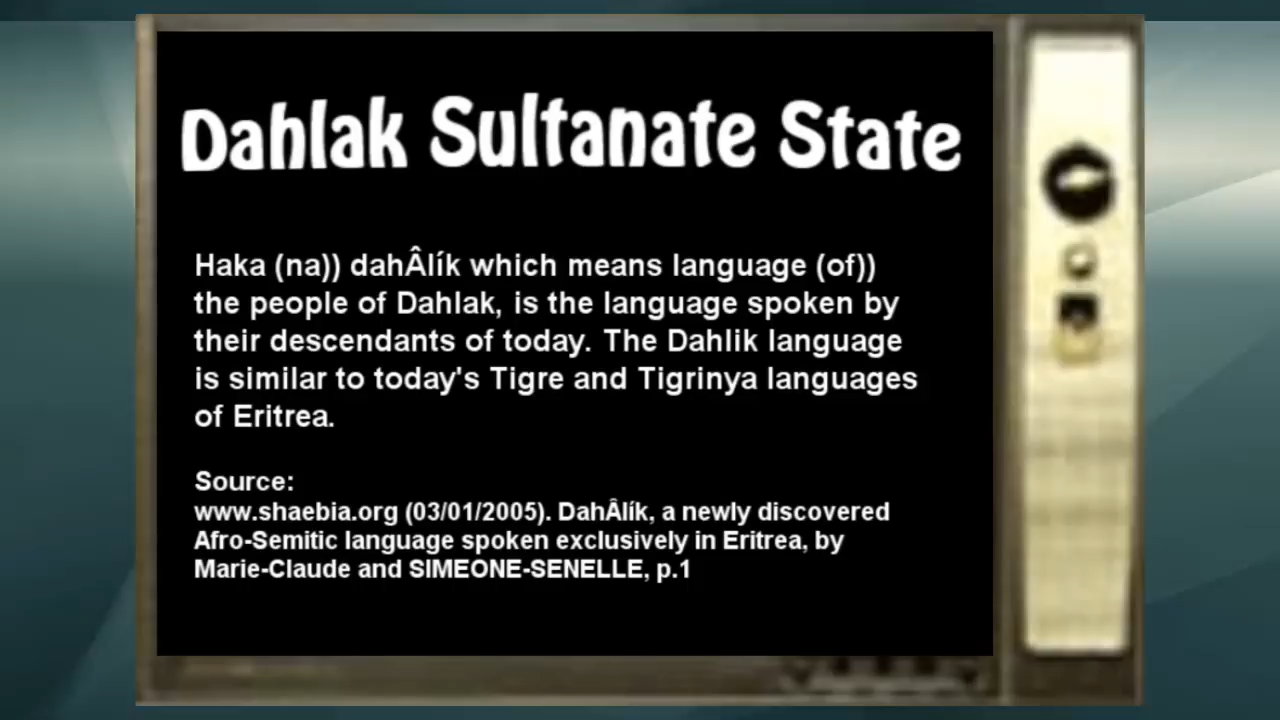 Dahlak Sultanate State
Haka (na)) dahÂlík which means language (of))
the people of Dahlak, is the language spoken by
their descendants of today. The Dahlik language
is similar to today's Tigre and Tigrinya languages
of Eritrea.
Source:
www.shaebia.org (03/01/2005). DahÂlík, a newly discovered
Afro-Semitic language spoken exclusively in Eritrea, by
Marie-Claude and SIMEONE-SENELLE, p.1